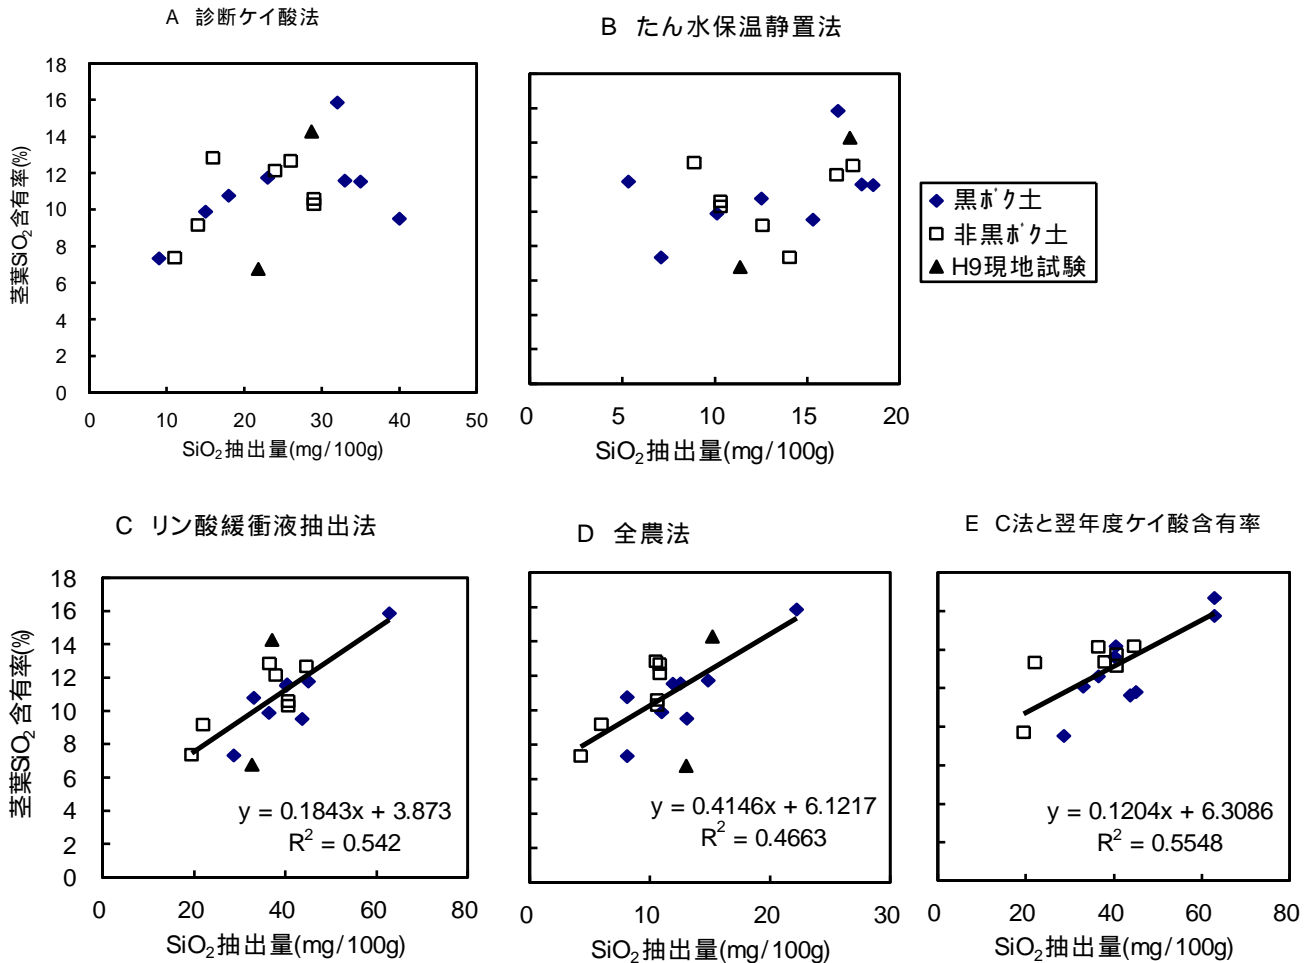 A 診断ケイ酸法
B たん水保温静置法
茎葉SiO2含有率(%)
18
16
14
12
10
8
6
4
2
0
0 10 20 30 40 50
SiO2抽出量(mg/100g)
0 5 10 15 20
SiO2抽出量(mg/100g)
黒ボク土
非黒ボク土
H9現地試験
C リン酸緩衝液抽出法
D 全農法
E C法と翌年度ケイ酸含有率
茎葉SiO2含有率(%)
18
16
14
12
10
8
6
4
2
0
y = 0.1843x + 3.873
R2 = 0.542
0 20 40 60 80
SiO2抽出量(mg/100g)
y = 0.4146x + 6.1217
R2 = 0.4663
0 10 20 30
SiO2抽出量(mg/100g)
y = 0.1204x + 6.3086
R2 = 0.5548
0 20 40 60 80
SiO2抽出量(mg/100g)